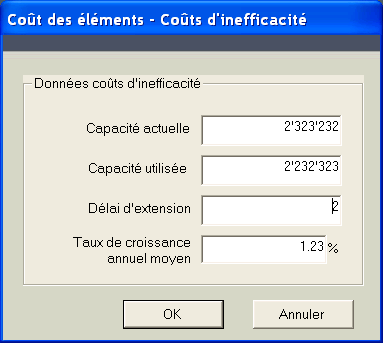 Coût des éléments - Coûts d'inefficacité
Données coûts d'inefficacité
Capacité actuelle 2'323'232
Capacité utilisée 2'232'323
Délai d'extension 2
Taux de croissance
annuel moyen 1.23 %
OK Annuler